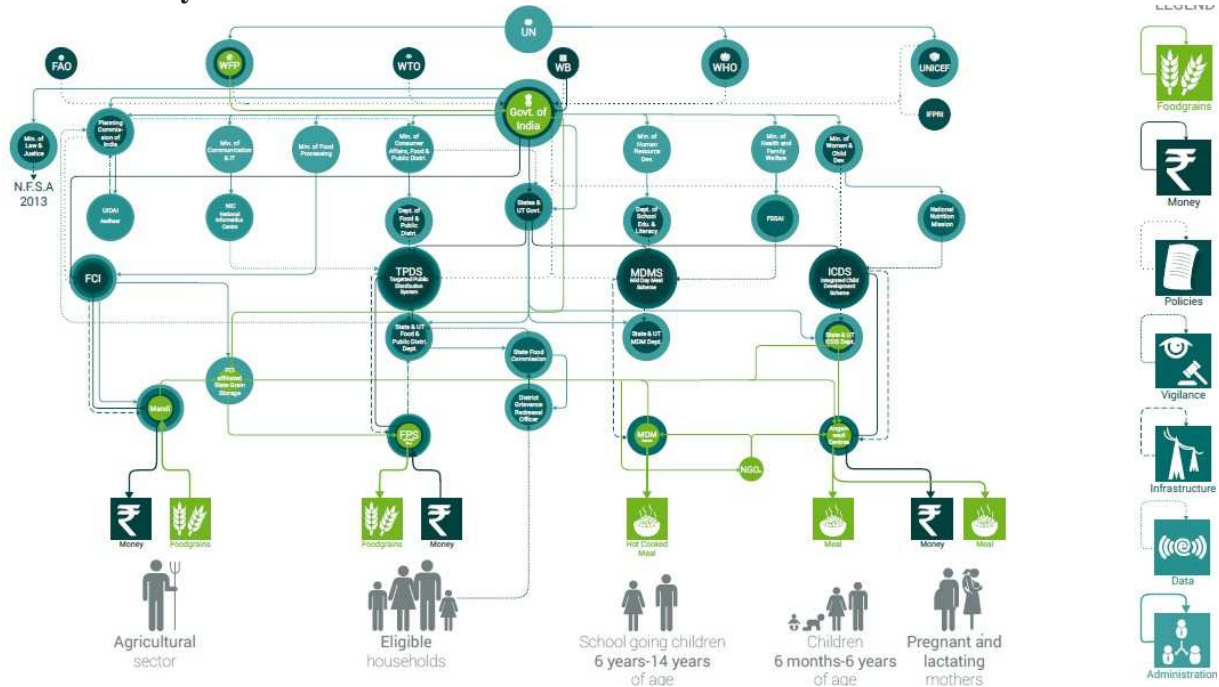 UN
LEGEND
FAO
WFP
WTO
WB
WHO
UNICEF
Foodgrains
Govt. of
India
IFPRI
Min. of
Law &
Justice
Planning
Commis-
sion of
India
Min. of
Communication
& IT
Min. of Food
Processing
Min. of
Consumer
Affairs, Food &
Public Distri.
Min. of
Human
Resource
Dev.
Min. of
Health and
Family
Welfare
Min. of
Women &
Child
Dev.
N.F.S.A
2013
UIDAI
Aadhaar
NIC
National
Informatics
Centre
Dept. of
Food &
Public
Distri.
States
& UT Govt.
Dept. of
School
Edu. &
Literacy
FSSAI
National
Nutrition
Mission
Money
FCI
TPDS
Targeted Public
Distribution
System
MDMS
Mid Day Meal
Scheme
ICDS
Integrated Child
Development
Scheme
Policies
State & UT
Food &
Public Distri.
Dept.
State & UT
MDM Dept.
State & UT
ICDS Dept.
State Food
Commission
FCI
affiliated
State Grain
Storage
Vigilance
Mandi
District
Grievance
Redressal
Officer
FPS
MDM
Centres
NGOs
Infrastructure
Money
Foodgrains
Foodgrains
Money
Hot Cooked
Meal
Meal
Money
Meal
Data
Agricultural
sector
Eligible
households
School going children
6 years-14 years
of age
Children
6 months-6 years
of age
Pregnant and
lactating
mothers
Administration